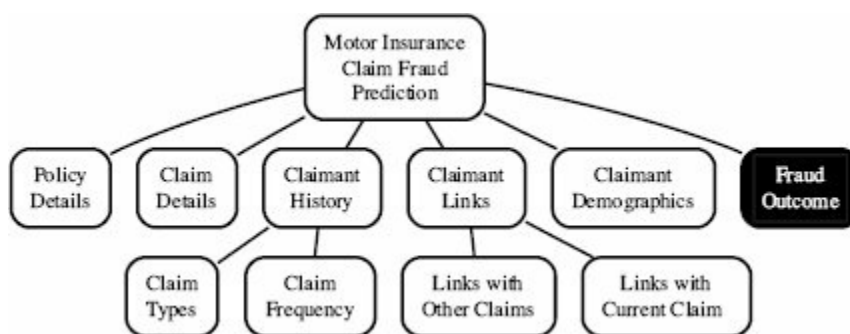 Motor Insurance
Claim Fraud
Prediction
Policy
Details
Claim
Details
Claimant
History
Claimant
Links
Claimant
Demographics
Fraud
Outcome
Claim
Types
Claim
Frequency
Links with
Other Claims
Links with
Current Claim